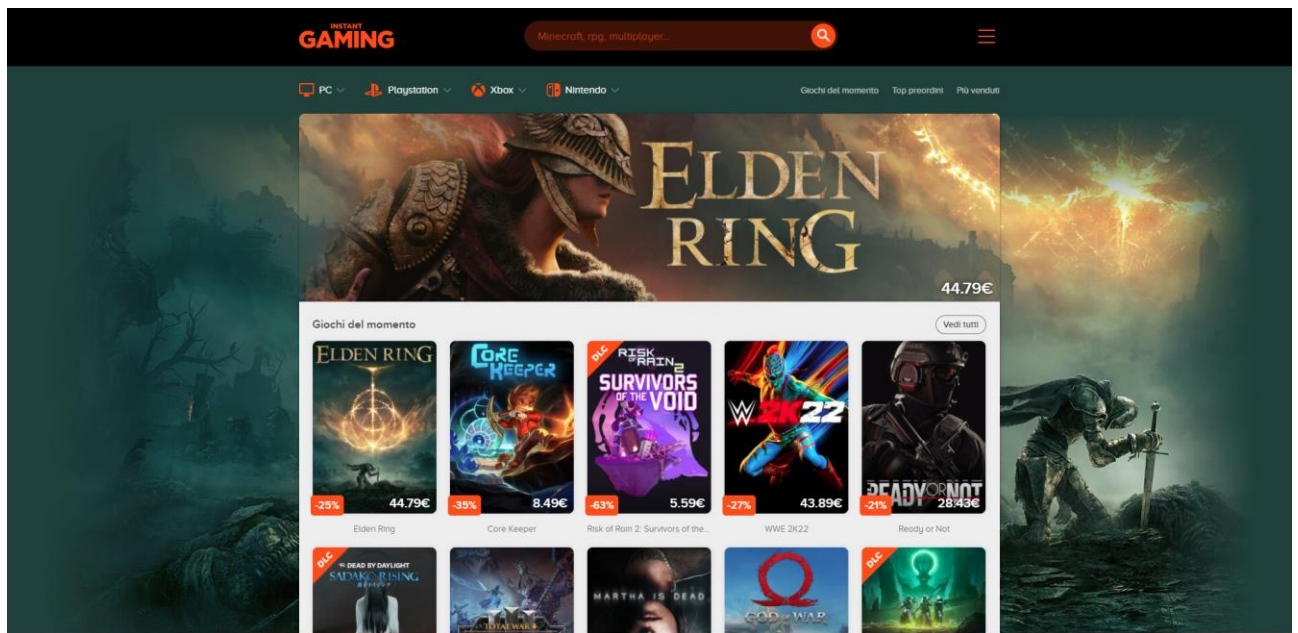 INSTANT
GAMING
Minecraft, rpg, multiplayer...
PC
Playstation
Xbox
Nintendo
Giochi del momento
Top preordini
Più venduti
ELDEN
RING
44.79€
Giochi del momento
Vedi tutti
ELDEN RING
-25%
44.79€
Elden Ring
CORE
KEEPER
-35%
8.49€
Core Keeper
DLC
RISK
OF RAIN 2
SURVIVORS
OF THE VOID
-63%
5.59€
Risk of Rain 2: Survivors of the...
W 2K22
-27%
43.89€
WWE 2K22
READY OR NOT
-21%
28.43€
Ready or Not
DLC
DEAD BY DAYLIGHT
SADAKO RISING
TOTAL WAR
MARTHA IS DEAD
GOD OF WAR
DLC